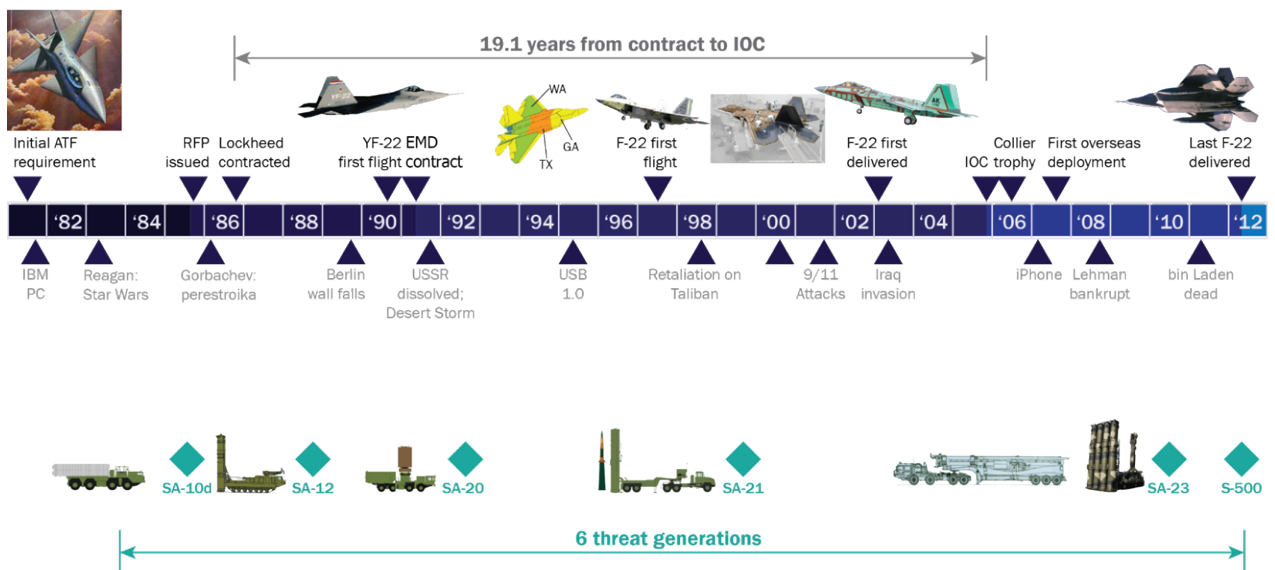 19.1 years from contract to IOC
YF-22
WA
GA
TX
AK
Initial ATF
requirement
RFP
issued
Lockheed
contracted
YF-22
first flight
EMD
contract
F-22 first
flight
F-22 first
delivered
IOC
Collier
trophy
First overseas
deployment
Last F-22
delivered
‘82 ‘84 ‘86 ‘88 ‘90 ‘92 ‘94 ‘96 ‘98 ‘00 ‘02 ‘04 ‘06 ‘08 ‘10 ‘12
IBM
PC
Reagan:
Star Wars
Gorbachev:
perestroika
Berlin
wall falls
USSR
dissolved;
Desert Storm
USB
1.0
Retaliation on
Taliban
9/11
Attacks
Iraq
invasion
iPhone
Lehman
bankrupt
bin Laden
dead
SA-10d
SA-12
SA-20
SA-21
SA-23
S-500
6 threat generations